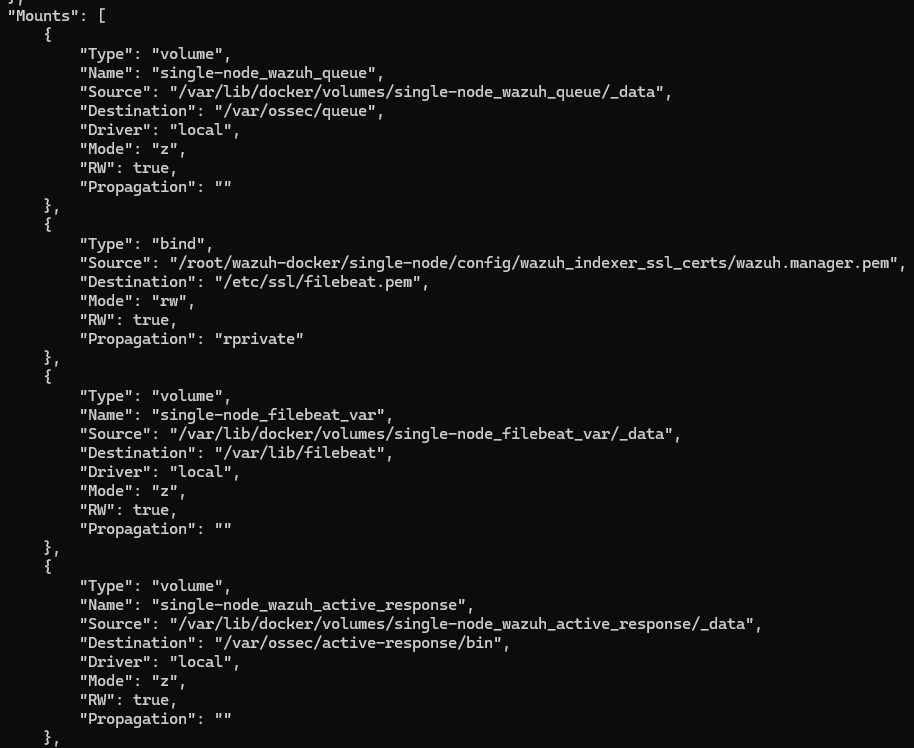 },
"Mounts": [
{
"Type": "volume",
"Name": "single-node_wazuh_queue",
"Source": "/var/lib/docker/volumes/single-node_wazuh_queue/_data",
"Destination": "/var/ossec/queue",
"Driver": "local",
"Mode": "z",
"RW": true,
"Propagation": ""
},
{
"Type": "bind",
"Source": "/root/wazuh-docker/single-node/config/wazuh_indexer_ssl_certs/wazuh.manager.pem",
"Destination": "/etc/ssl/filebeat.pem",
"Mode": "rw",
"RW": true,
"Propagation": "rprivate"
},
{
"Type": "volume",
"Name": "single-node_filebeat_var",
"Source": "/var/lib/docker/volumes/single-node_filebeat_var/_data",
"Destination": "/var/lib/filebeat",
"Driver": "local",
"Mode": "z",
"RW": true,
"Propagation": ""
},
{
"Type": "volume",
"Name": "single-node_wazuh_active_response",
"Source": "/var/lib/docker/volumes/single-node_wazuh_active_response/_data",
"Destination": "/var/ossec/active-response/bin",
"Driver": "local",
"Mode": "z",
"RW": true,
"Propagation": ""
},